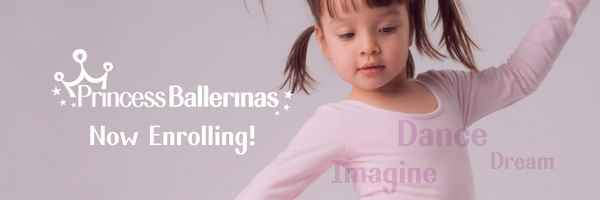 Princess Ballerinas
Now Enrolling!
Dance
Dream
Imagine